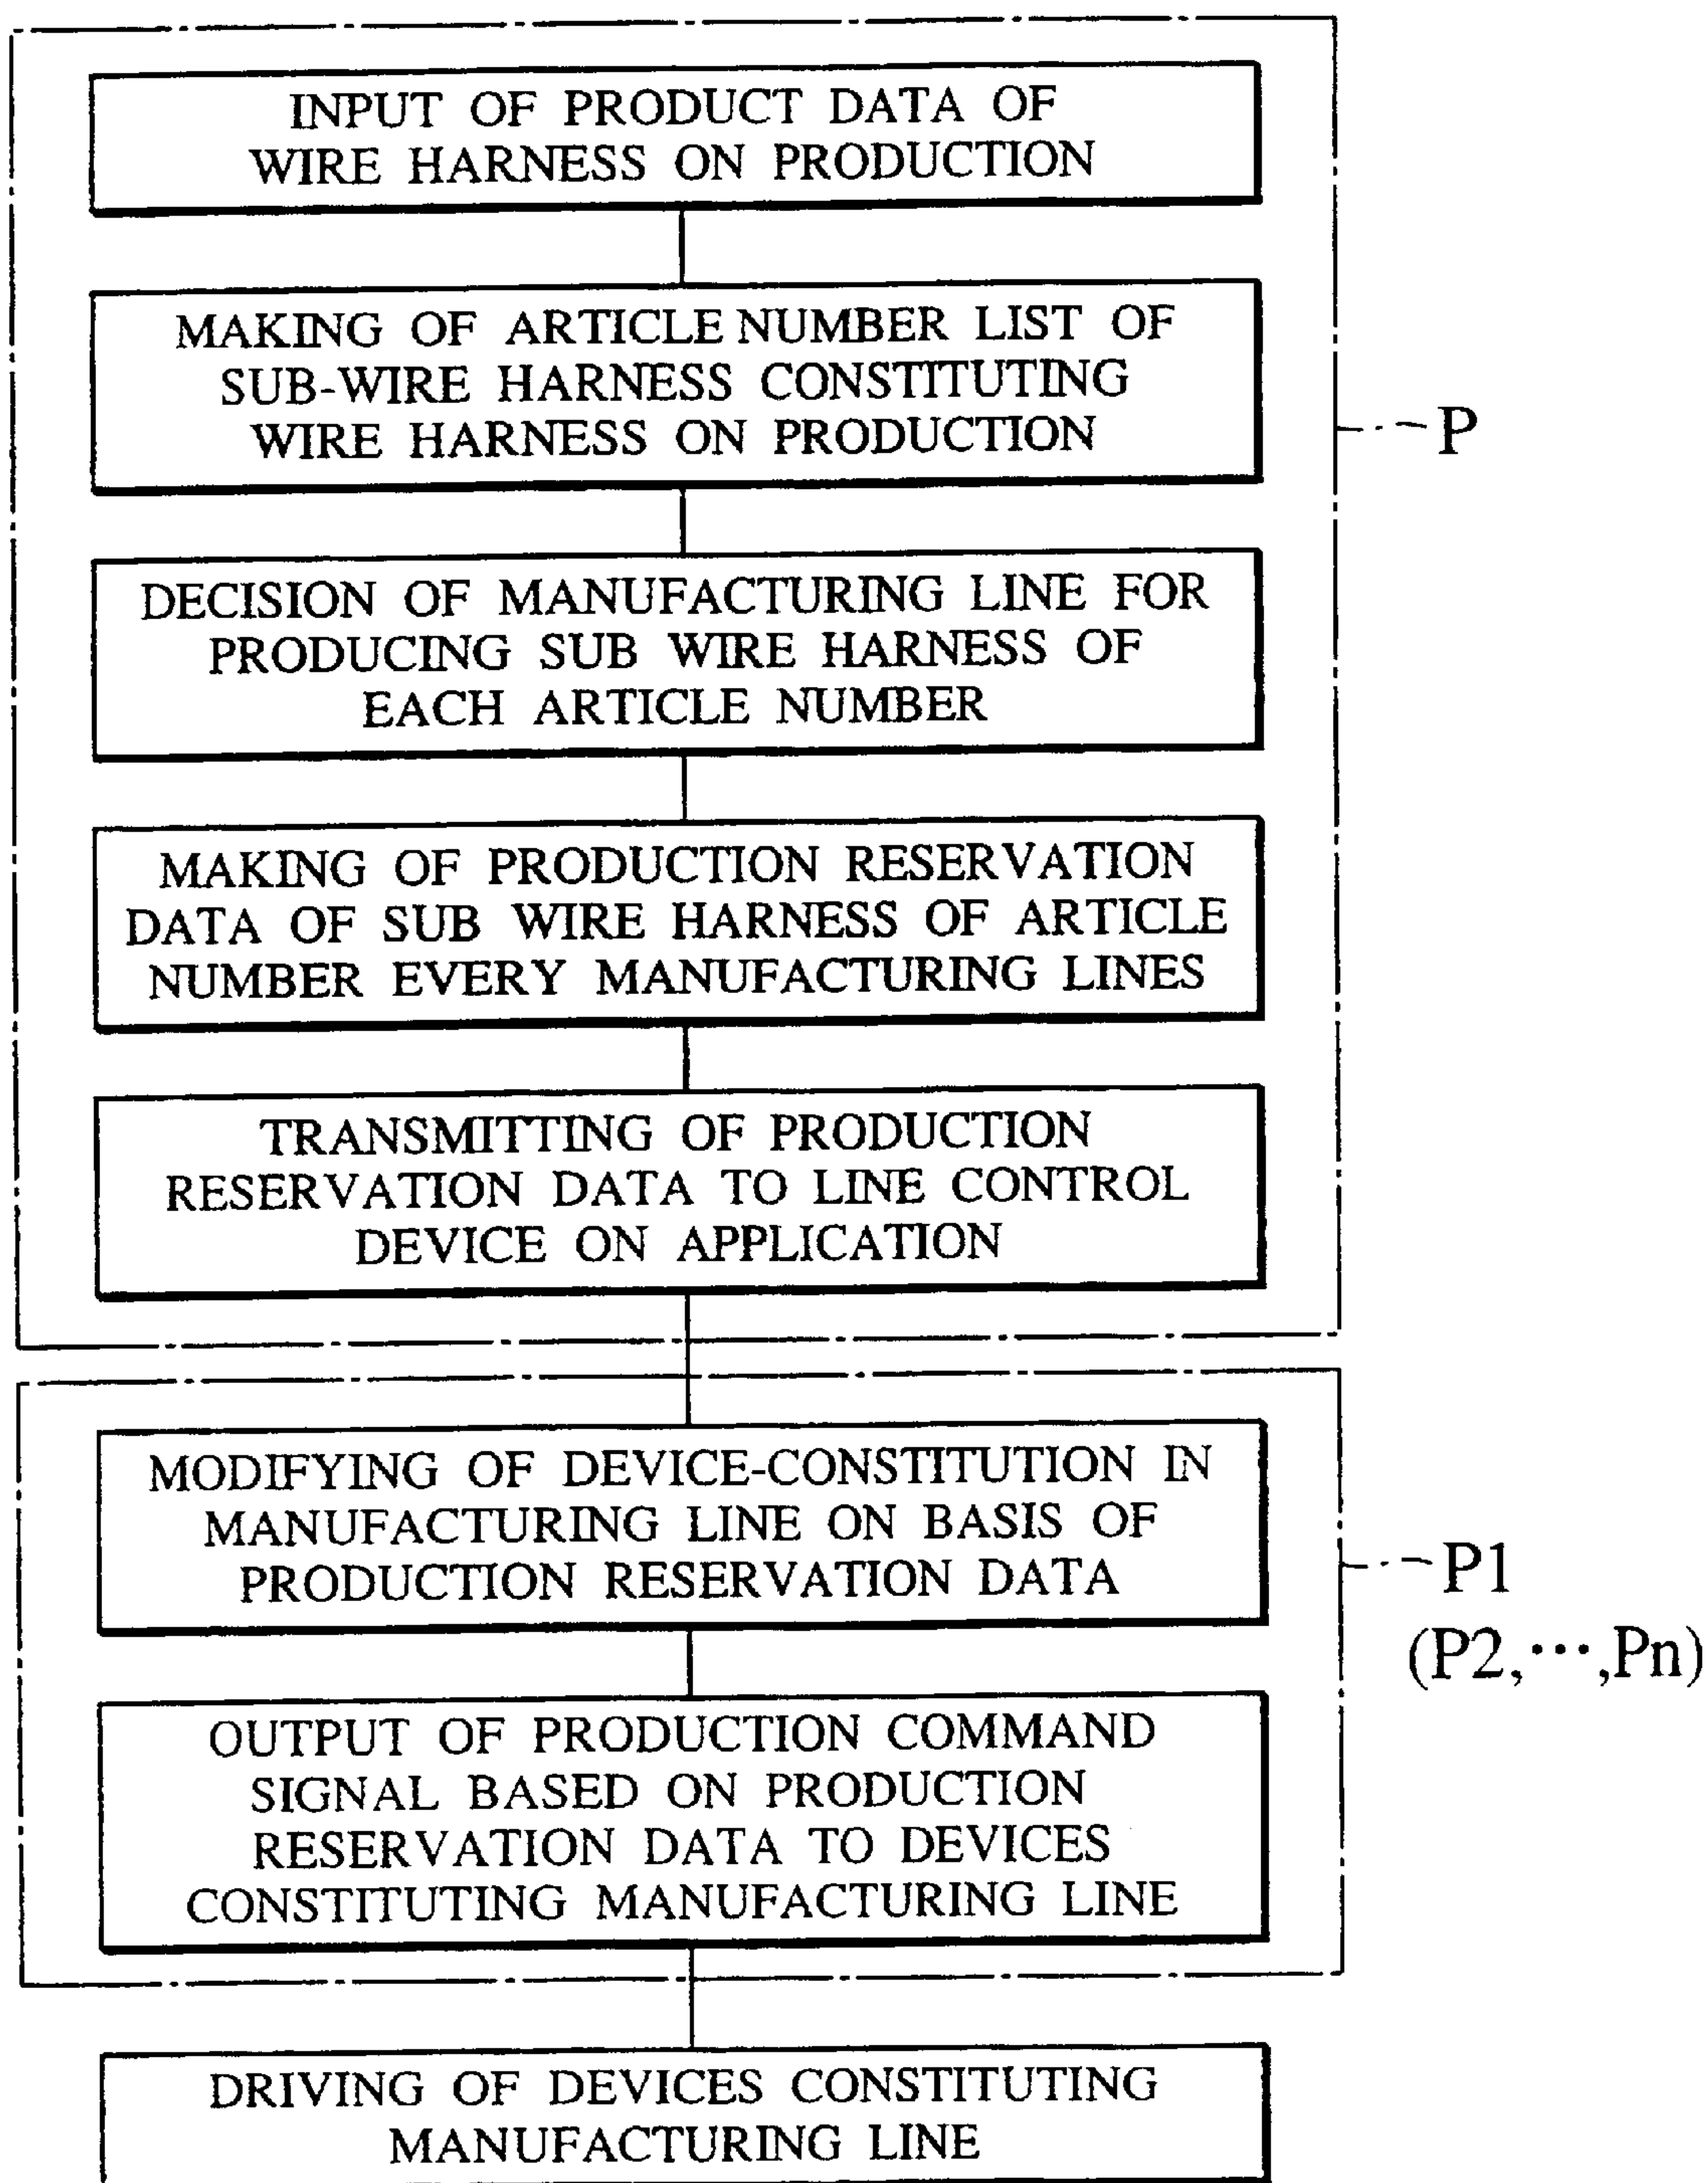 INPUT OF PRODUCT DATA OF
WIRE HARNESS ON PRODUCTION
MAKING OF ARTICLE NUMBER LIST OF
SUB-WIRE HARNESS CONSTITUTING
WIRE HARNESS ON PRODUCTION
P
DECISION OF MANUFACTURING LINE FOR
PRODUCING SUB WIRE HARNESS OF
EACH ARTICLE NUMBER
MAKING OF PRODUCTION RESERVATION
DATA OF SUB WIRE HARNESS OF ARTICLE
NUMBER EVERY MANUFACTURING LINES
TRANSMITTING OF PRODUCTION
RESERVATION DATA TO LINE CONTROL
DEVICE ON APPLICATION
MODIFYING OF DEVICE-CONSTITUTION IN
MANUFACTURING LINE ON BASIS OF
PRODUCTION RESERVATION DATA
P1
(P2,···,Pn)
OUTPUT OF PRODUCTION COMMAND
SIGNAL BASED ON PRODUCTION
RESERVATION DATA TO DEVICES
CONSTITUTING MANUFACTURING LINE
DRIVING OF DEVICES CONSTITUTING
MANUFACTURING LINE